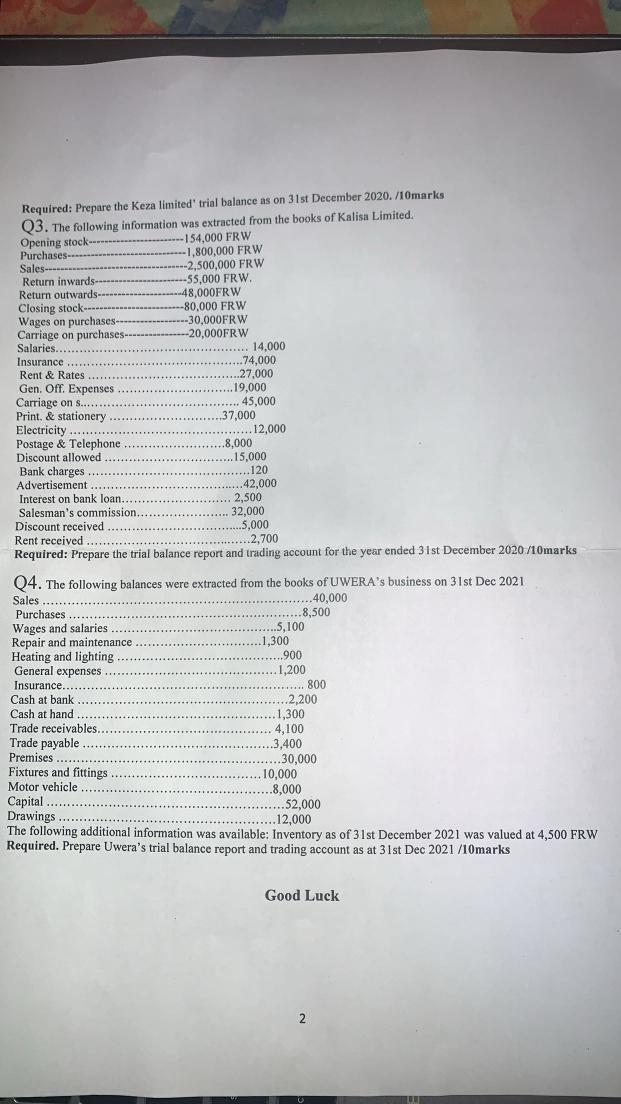 Required: Prepare the Keza limited' trial balance as on 31st December 2020. /10marks
Q3. The following information was extracted from the books of Kalisa Limited.
Opening stock--------------------154,000 FRW
Purchases-------------------------1,800,000 FRW
Sales------------------------------2,500,000 FRW
Return inwards-------------------55,000 FRW.
Return outwards------------------48,000FRW
Closing stock---------------------80,000 FRW
Wages on purchases--------------30,000FRW
Carriage on purchases------------20,000FRW
Salaries.................................................. 14,000
Insurance .............................................74,000
Rent & Rates ......................................27,000
Gen. Off. Expenses .............................19,000
Carriage on s........................................ 45,000
Print. & stationery .............................37,000
Electricity ..............................................12,000
Postage & Telephone .........................8,000
Discount allowed ................................15,000
Bank charges ........................................120
Advertisement ......................................42,000
Interest on bank loan........................... 2,500
Salesman's commission....................... 32,000
Discount received ................................5,000
Rent received .......................................2,700
Required: Prepare the trial balance report and trading account for the year ended 31st December 2020 /10marks
Q4. The following balances were extracted from the books of UWERA's business on 31st Dec 2021
Sales ....................................................................40,000
Purchases ..........................................................8,500
Wages and salaries .........................................5,100
Repair and maintenance ................................1,300
Heating and lighting .........................................900
General expenses ...........................................1,200
Insurance............................................................ 800
Cash at bank .....................................................2,200
Cash at hand ..................................................1,300
Trade receivables........................................... 4,100
Trade payable ................................................3,400
Premises .........................................................30,000
Fixtures and fittings ....................................10,000
Motor vehicle ................................................8,000
Capital ...........................................................52,000
Drawings .......................................................12,000
The following additional information was available: Inventory as of 31st December 2021 was valued at 4,500 FRW
Required. Prepare Uwera's trial balance report and trading account as at 31st Dec 2021 /10marks
Good Luck
2